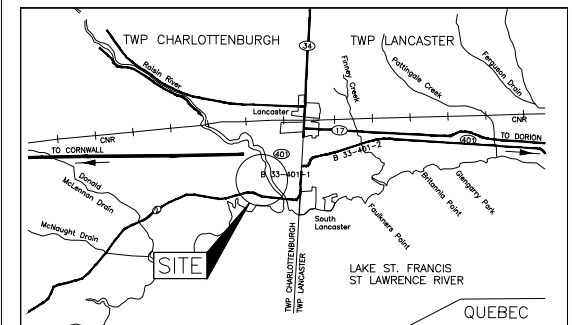 TWP CHARLOTTENBURGH
34
TWP LANCASTER
Raisin River
Finney Creek
Pattingale Creek
Ferguson Drain
Lancaster
CNR
CNR
17
TO DORION
401
TO CORNWALL
401
B 33-401-2
B 33-401-1
Donald
McLennan Drain
McNaught Drain
South
Lancaster
Faulkners Point
Britannia Point
Glengarry Park
SITE
TWP CHARLOTTENBURGH
TWP LANCASTER
LAKE ST. FRANCIS
ST LAWRENCE RIVER
QUEBEC